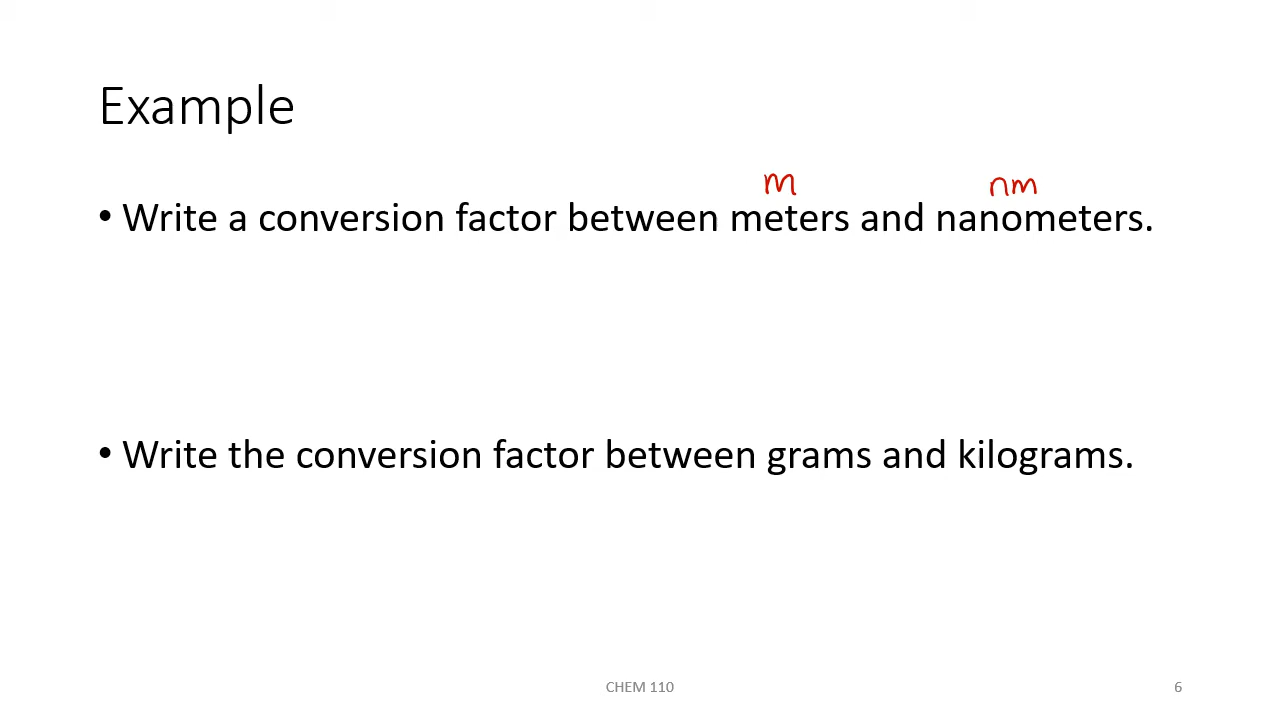 Example
m nm
• Write a conversion factor between meters and nanometers.
• Write the conversion factor between grams and kilograms.
CHEM 110 6